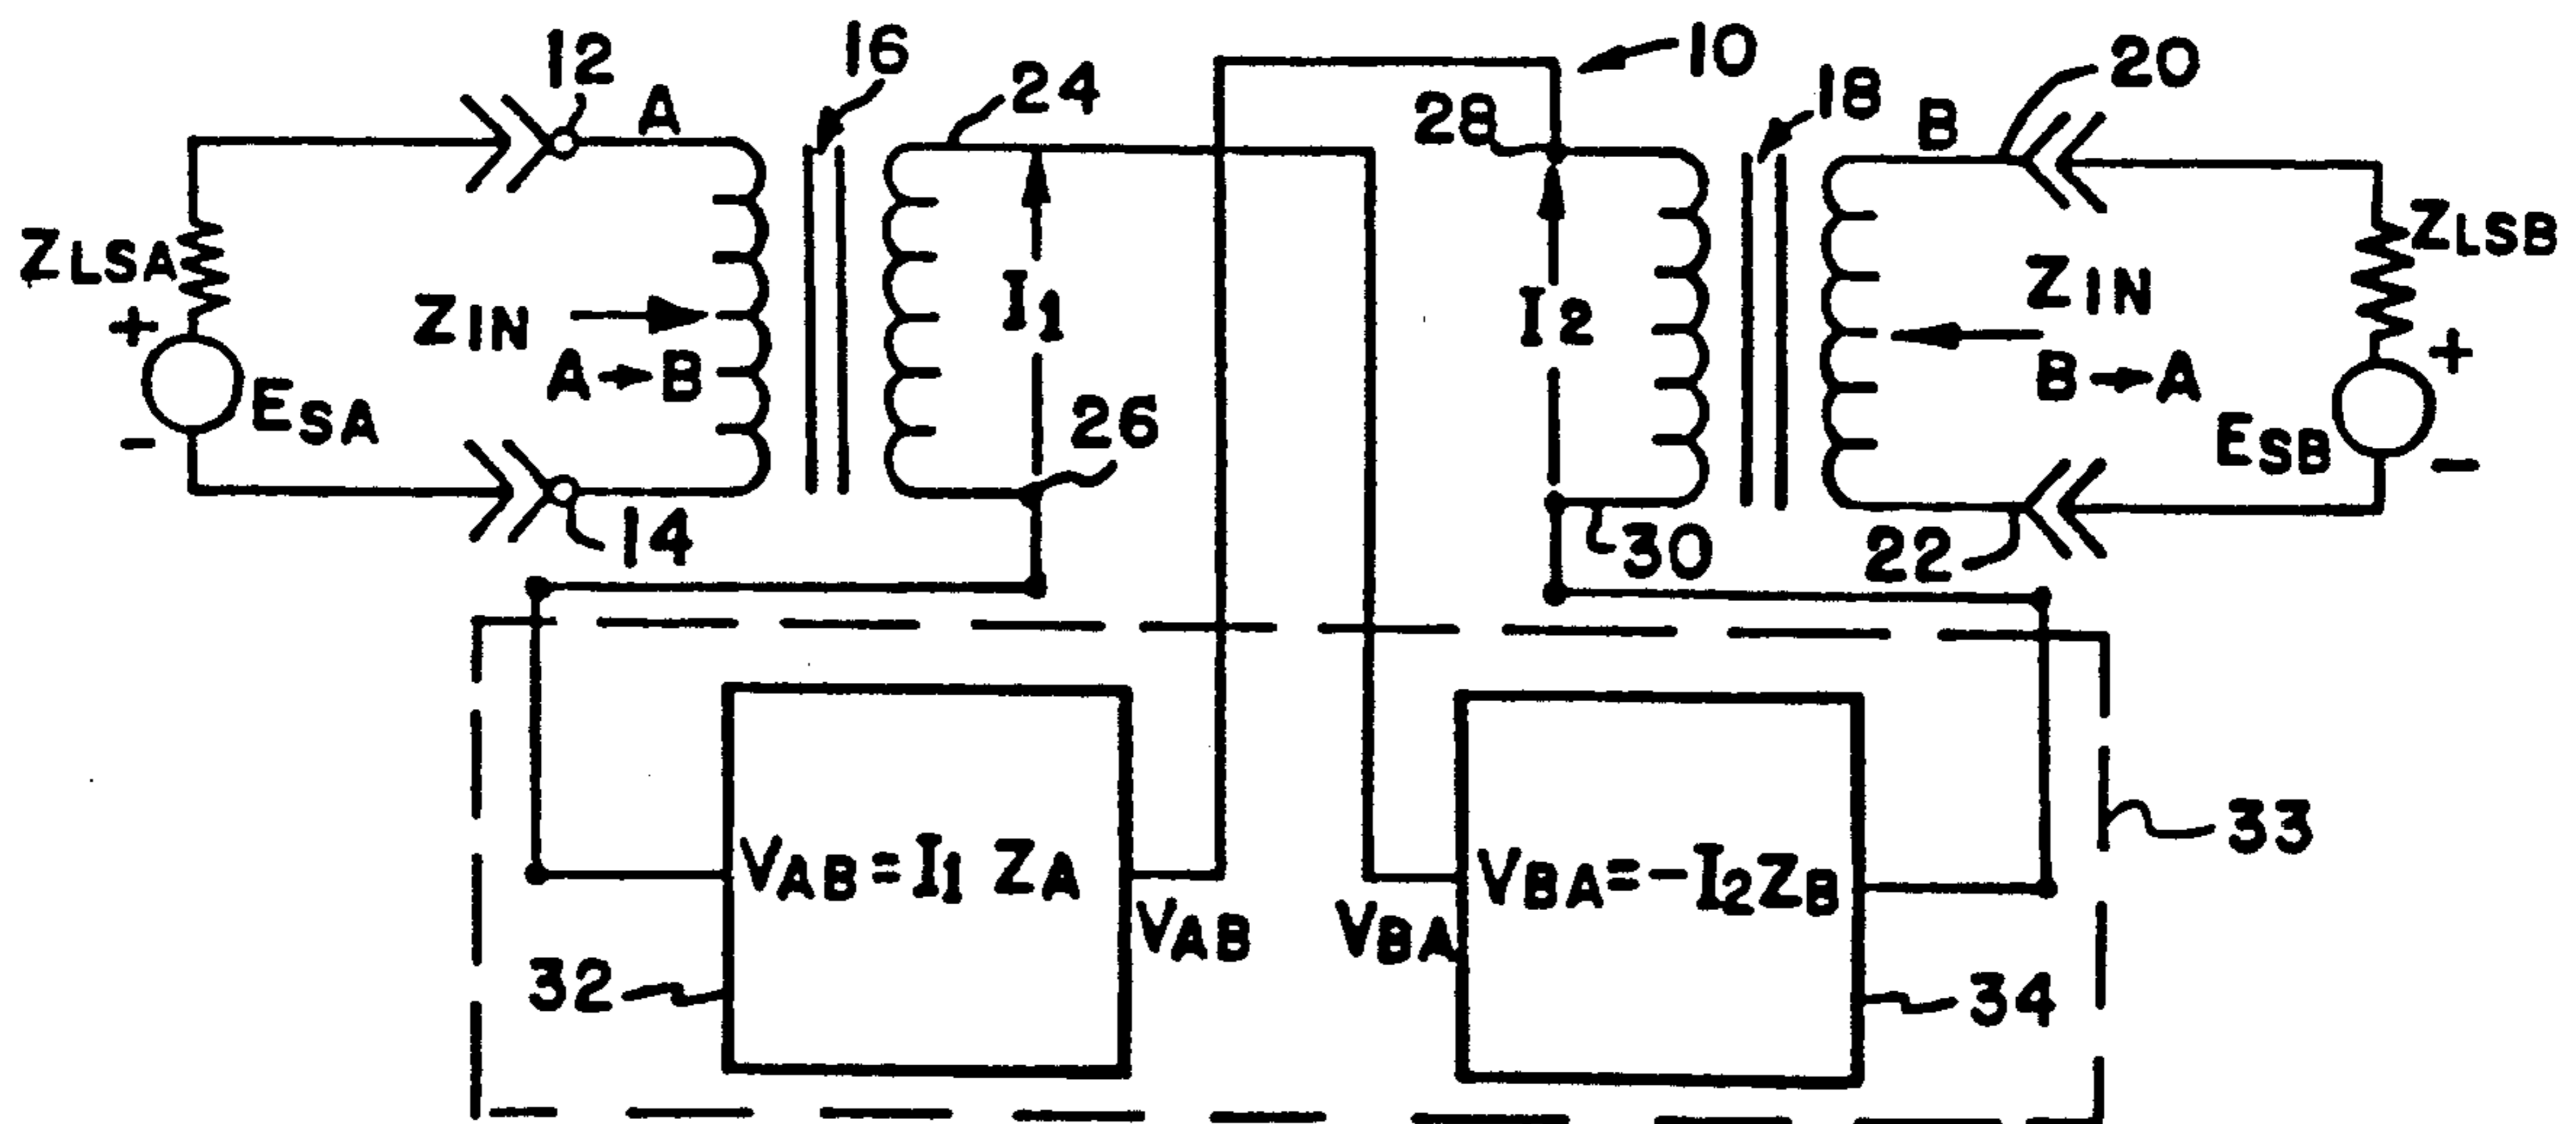 10
12
16
A
24
28
18
B
20
ZLSA
+
ESA
-
ZIN
A→B
I1
26
14
I2
30
ZIN
B→A
22
ZLSB
+
ESB
-
33
VAB=I1 ZA
VAB
32
VBA
VBA=-I2ZB
34